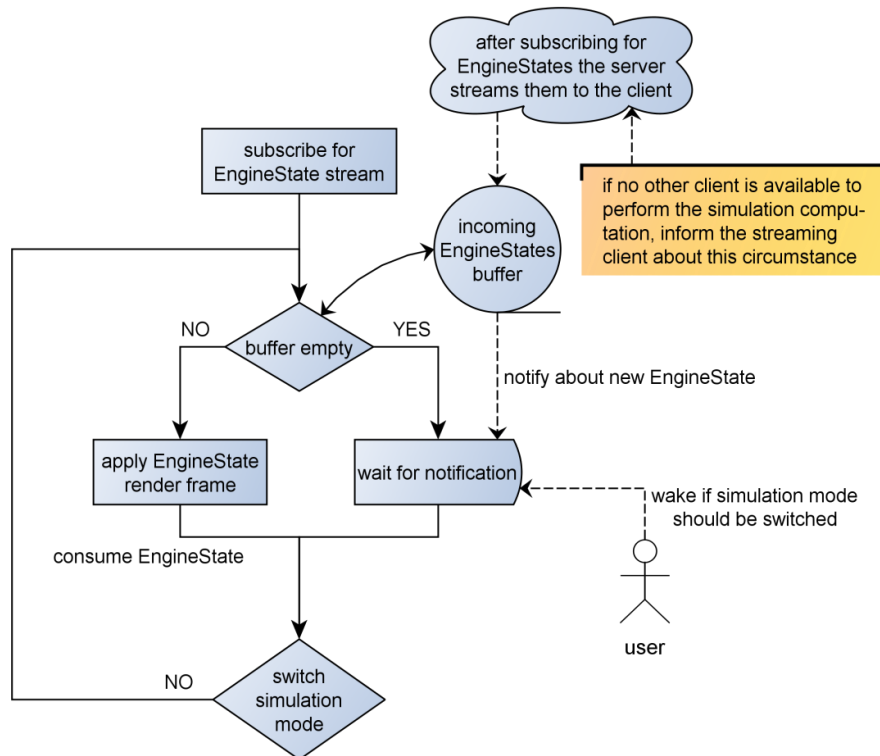 after subscribing for
EngineStates the server
streams them to the client
subscribe for
EngineState stream
if no other client is available to
perform the simulation compu-
tation, inform the streaming
client about this circumstance
incoming
EngineStates
buffer
NO
YES
buffer empty
notify about new EngineState
apply EngineState
render frame
wait for notification
wake if simulation mode
should be switched
consume EngineState
user
NO
switch
simulation
mode